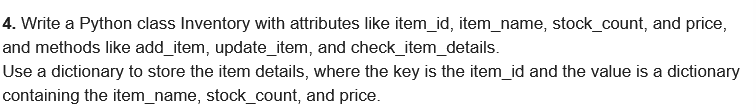 4. Write a Python class Inventory with attributes like item_id, item_name, stock_count, and price,
and methods like add_item, update_item, and check_item_details.
Use a dictionary to store the item details, where the key is the item_id and the value is a dictionary
containing the item_name, stock_count, and price.